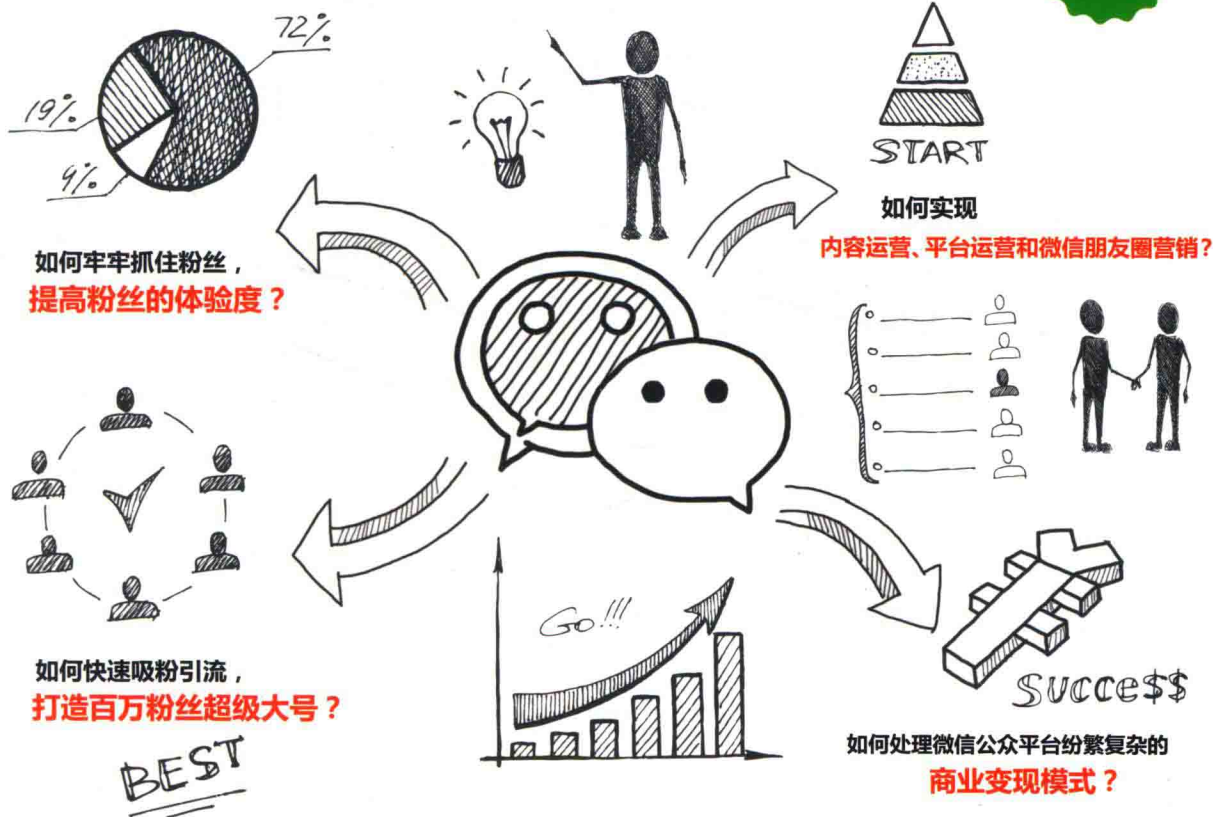 72%
19%
9%
START
如何实现
内容运营、平台运营和微信朋友圈营销？
如何牢牢抓住粉丝，
提高粉丝的体验度？
Go!!!
如何快速吸粉引流，
打造百万粉丝超级大号？
BEST
SUCCE$$
如何处理微信公众平台纷繁复杂的
商业变现模式？